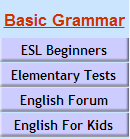 Basic Grammar
ESL Beginners
Elementary Tests
English Forum
English For Kids